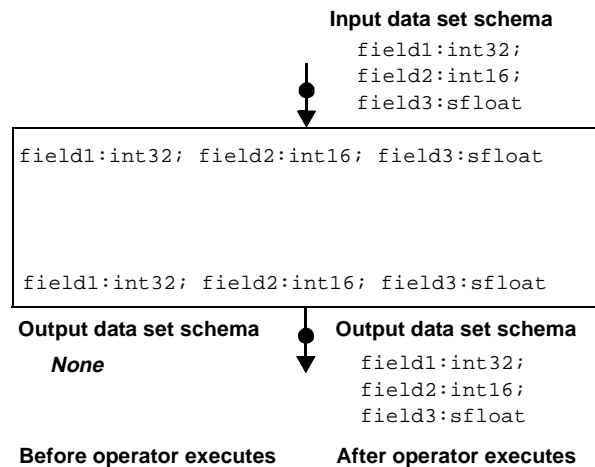 Input data set schema
field1:int32;
field2:int16;
field3:sfloat
field1:int32; field2:int16; field3:sfloat
field1:int32; field2:int16; field3:sfloat
Output data set schema
None
Output data set schema
field1:int32;
field2:int16;
field3:sfloat
Before operator executes
After operator executes